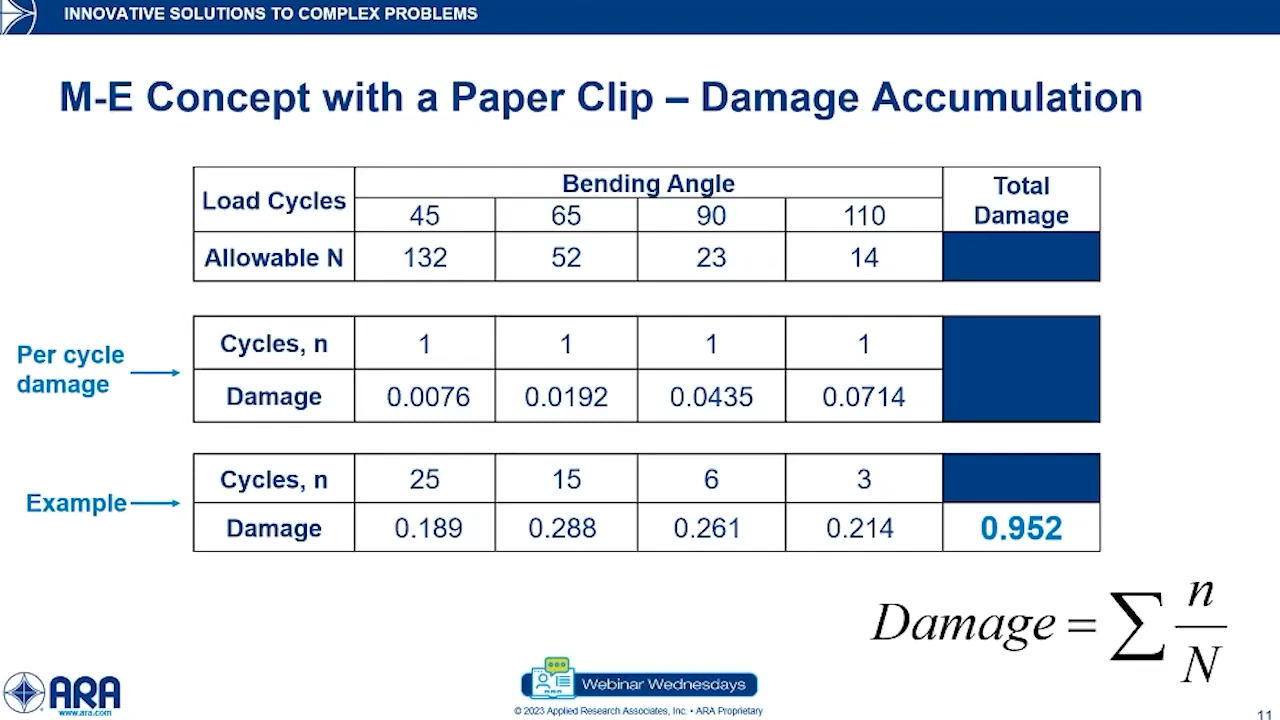 INNOVATIVE SOLUTIONS TO COMPLEX PROBLEMS
M-E Concept with a Paper Clip – Damage Accumulation
Load Cycles Bending Angle Total Damage
45 65 90 110
Allowable N 132 52 23 14
Per cycle damage
Cycles, n 1 1 1 1
Damage 0.0076 0.0192 0.0435 0.0714
Example
Cycles, n 25 15 6 3
Damage 0.189 0.288 0.261 0.214 0.952
Damage = ∑ n/N
ARA
www.ara.com
Webinar Wednesdays
© 2023 Applied Research Associates, Inc. • ARA Proprietary
11